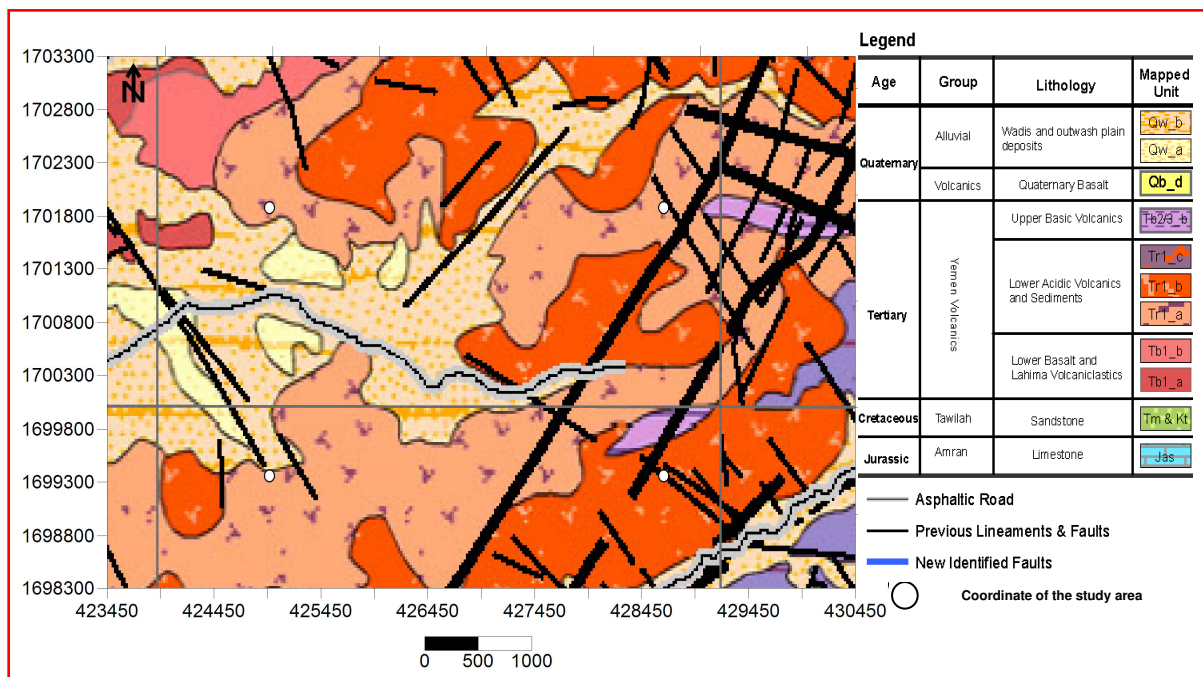 Legend
Age Group Lithology Mapped Unit
Quaternary
Alluvial
Wadis and outwash plain deposits
Qw_b
Qw_a
Volcanics
Quaternary Basalt
Qb_d
Tertiary
Yemen Volcanics
Upper Basic Volcanics
Tb2/3_b
Lower Acidic Volcanics and Sediments
Tr1_c
Tr1_b
Tr1_a
Lower Basalt and Lahima Volcaniclastics
Tb1_b
Tb1_a
Cretaceous
Tawilah
Sandstone
Tm & Kt
Jurassic
Amran
Limestone
Jas
Asphaltic Road
Previous Lineaments & Faults
New Identified Faults
Coordinate of the study area
N
1703300
1702800
1702300
1701800
1701300
1700800
1700300
1699800
1699300
1698800
1698300
423450 424450 425450 426450 427450 428450 429450 430450
0 500 1000